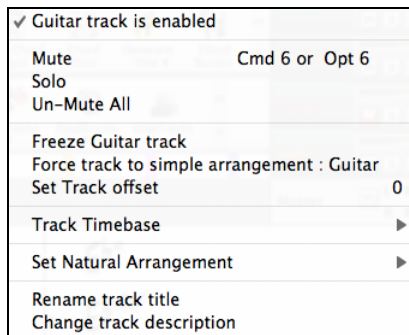 ✓ Guitar track is enabled
Mute Cmd 6 or Opt 6
Solo
Un-Mute All
Freeze Guitar track
Force track to simple arrangement : Guitar
Set Track offset 0
Track Timebase
Set Natural Arrangement
Rename track title
Change track description